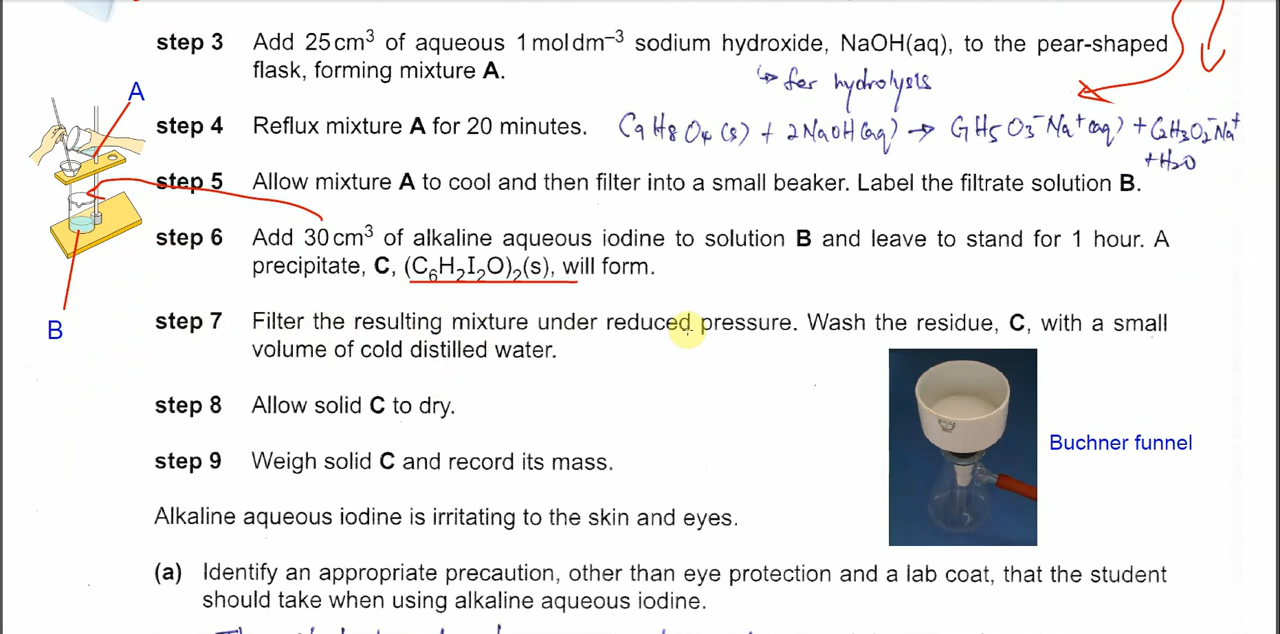 step 3 Add 25 cm³ of aqueous 1 mol dm⁻³ sodium hydroxide, NaOH(aq), to the pear-shaped
flask, forming mixture A.
↳ for hydrolysis
A
step 4 Reflux mixture A for 20 minutes. C9H8O4(s) + 2NaOH(aq) → C7H5O3⁻Na⁺(aq) + C2H3O2⁻Na⁺
+H2O
step 5 Allow mixture A to cool and then filter into a small beaker. Label the filtrate solution B.
step 6 Add 30 cm³ of alkaline aqueous iodine to solution B and leave to stand for 1 hour. A
precipitate, C, (C₆H₂I₂O)₂(s), will form.
B
step 7 Filter the resulting mixture under reduced pressure. Wash the residue, C, with a small
volume of cold distilled water.
step 8 Allow solid C to dry.
Buchner funnel
step 9 Weigh solid C and record its mass.
Alkaline aqueous iodine is irritating to the skin and eyes.
(a) Identify an appropriate precaution, other than eye protection and a lab coat, that the student
should take when using alkaline aqueous iodine.